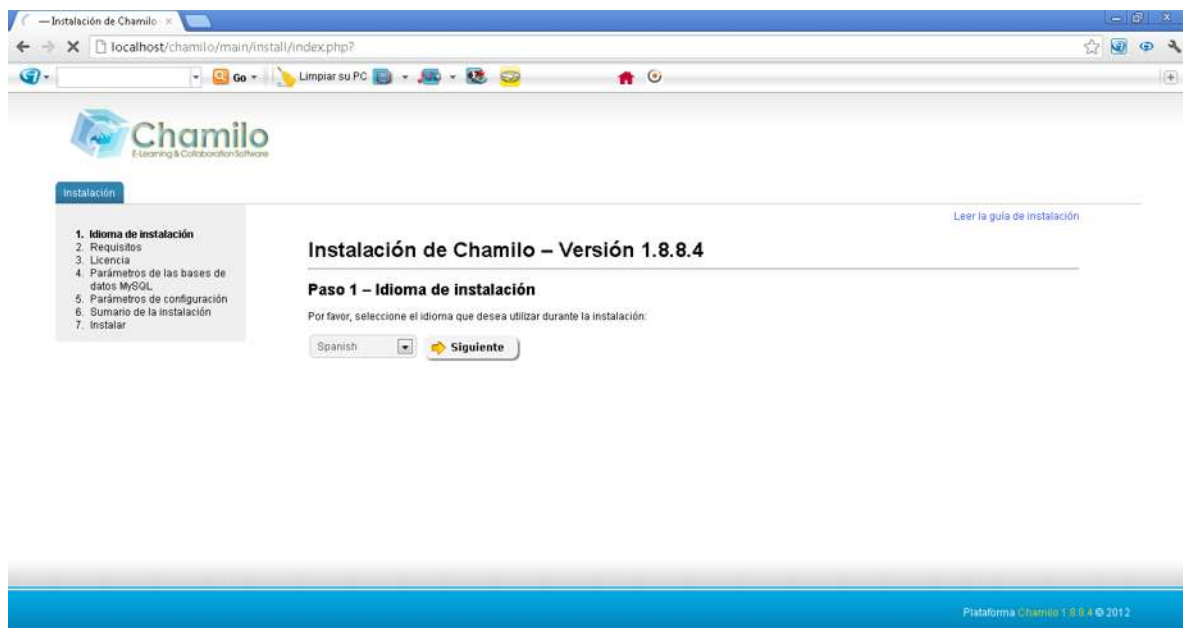 — Instalación de Chamilo
localhost/chamilo/main/install/index.php?
Go
Limpiar su PC
Chamilo
E-Learning & Collaboration Software
Instalación
Leer la guía de instalación
1. Idioma de instalación
2. Requisitos
3. Licencia
4. Parámetros de las bases de
datos MySQL
5. Parámetros de configuración
6. Sumario de la instalación
7. Instalar
Instalación de Chamilo – Versión 1.8.8.4
Paso 1 – Idioma de instalación
Por favor, seleccione el idioma que desea utilizar durante la instalación:
Spanish
Siguiente
Plataforma Chamilo 1.8.8.4 © 2012